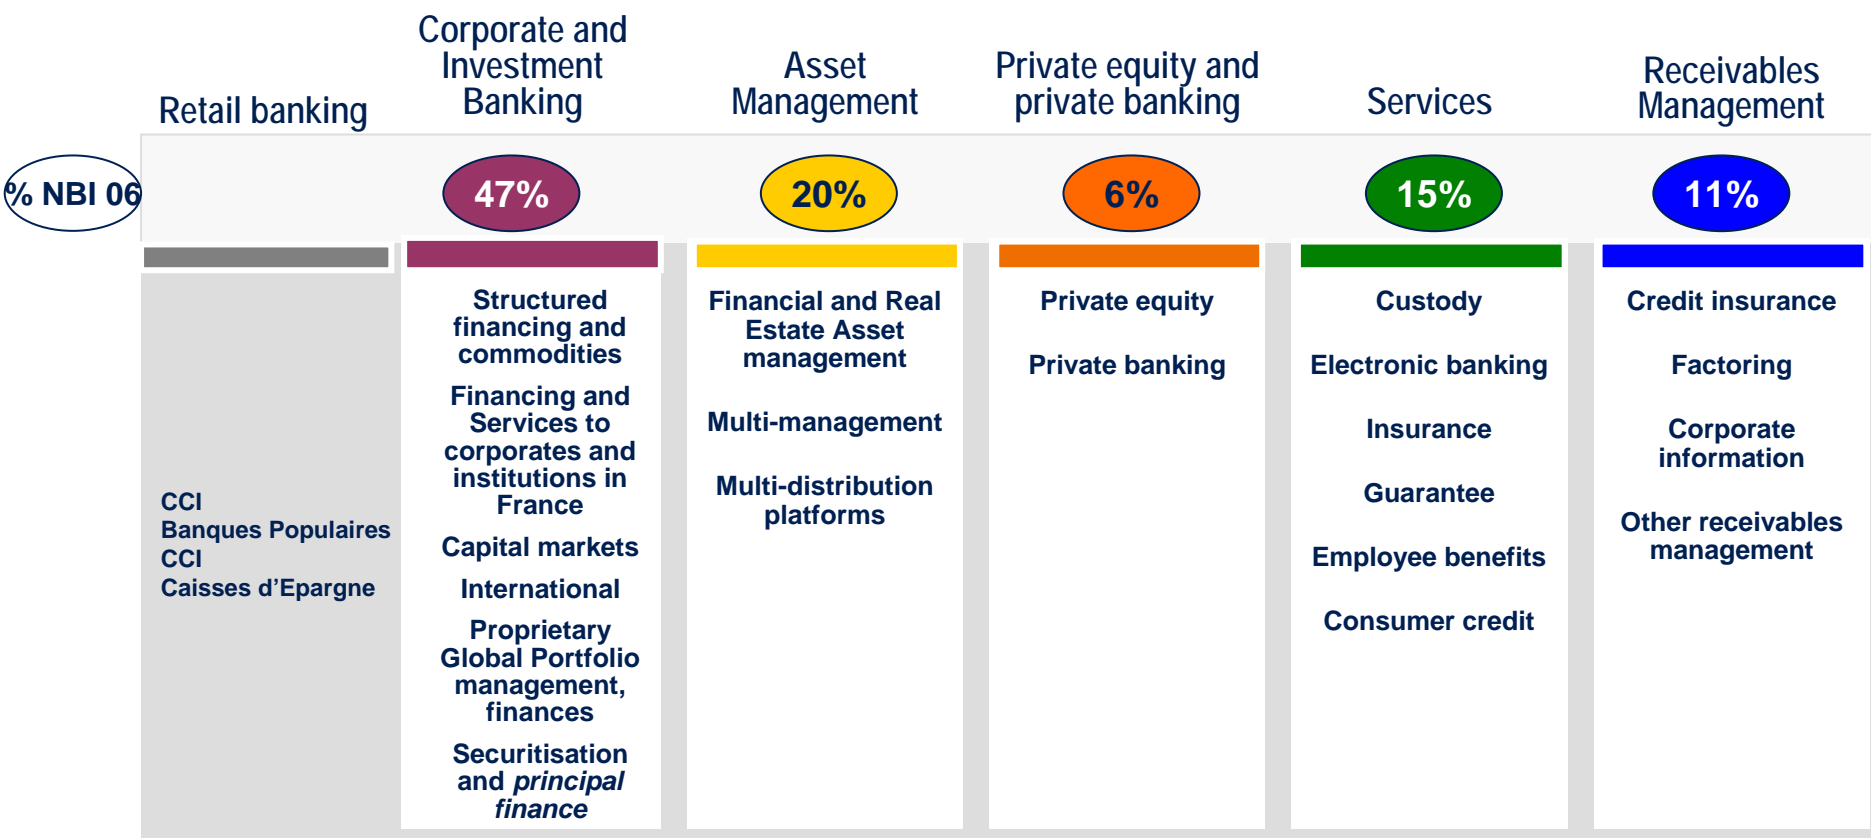 Retail banking
Corporate and
Investment
Banking
Asset
Management
Private equity and
private banking
Services
Receivables
Management
% NBI 06
47%
20%
6%
15%
11%
CCI
Banques Populaires
CCI
Caisses d’Epargne
Structured
financing and
commodities
Financing and
Services to
corporates and
institutions in
France
Capital markets
International
Proprietary
Global Portfolio
management,
finances
Securitisation
and principal
finance
Financial and Real
Estate Asset
management
Multi-management
Multi-distribution
platforms
Private equity
Private banking
Custody
Electronic banking
Insurance
Guarantee
Employee benefits
Consumer credit
Credit insurance
Factoring
Corporate
information
Other receivables
management